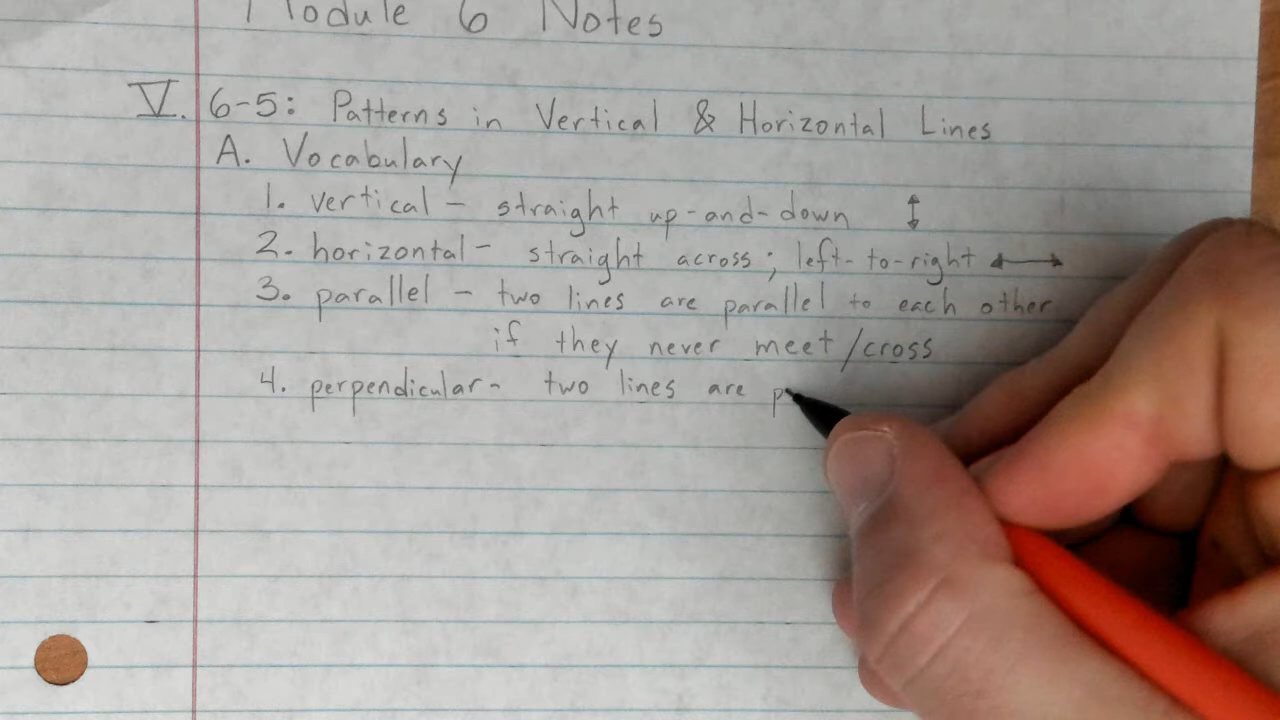 Module 6 Notes
V. 6-5: Patterns in Vertical & Horizontal Lines
A. Vocabulary
1. vertical - straight up-and-down ↕
2. horizontal - straight across; left-to-right ↔
3. parallel - two lines are parallel to each other
if they never meet/cross
4. perpendicular - two lines are p